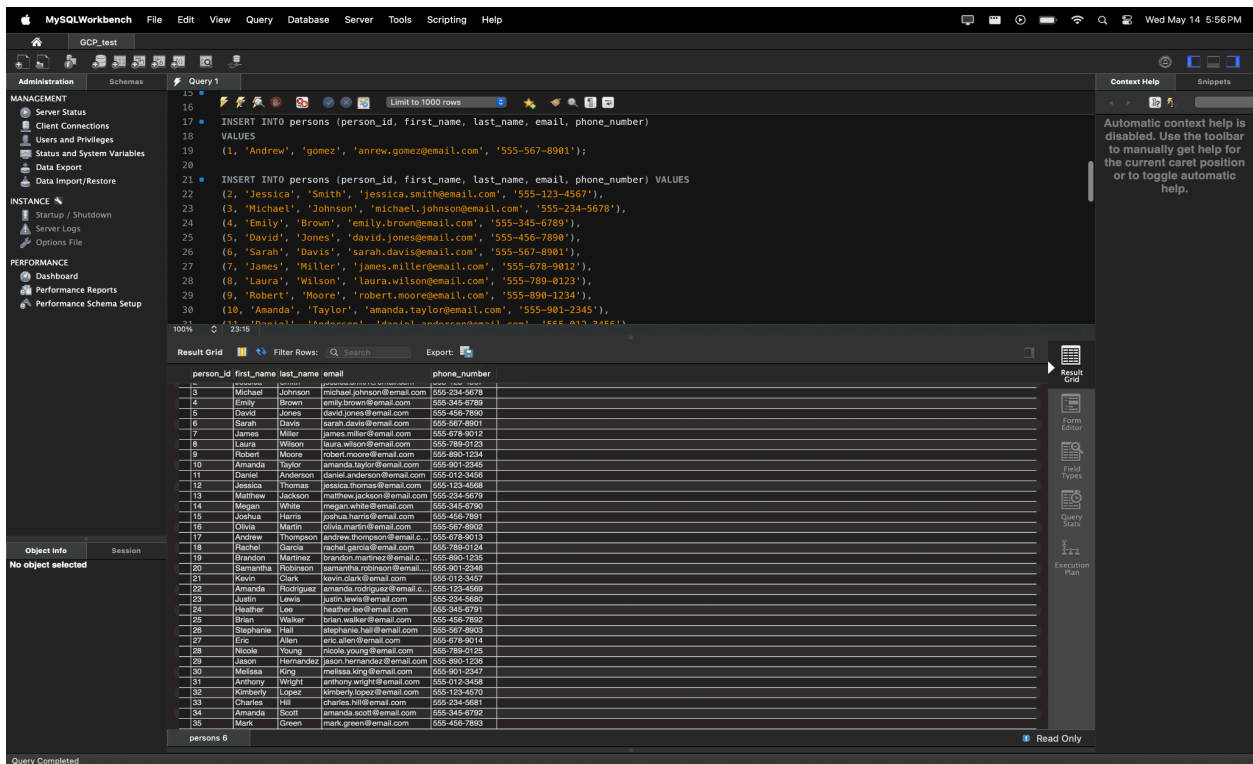 MySQLWorkbench File Edit View Query Database Server Tools Scripting Help Wed May 14 5:56PM
GCP_test
Administration Schemas
Query 1
Context Help Snippets
MANAGEMENT
Server Status
Client Connections
Users and Privileges
Status and System Variables
Data Export
Data Import/Restore
INSTANCE
Startup / Shutdown
Server Logs
Options File
PERFORMANCE
Dashboard
Performance Reports
Performance Schema Setup
Object Info Session
No object selected
Limit to 1000 rows
15
16
17 INSERT INTO persons (person_id, first_name, last_name, email, phone_number)
18 VALUES
19 (1, 'Andrew', 'gomez', 'anrew.gomez@email.com', '555-567-8901');
20
21 INSERT INTO persons (person_id, first_name, last_name, email, phone_number) VALUES
22 (2, 'Jessica', 'Smith', 'jessica.smith@email.com', '555-123-4567'),
23 (3, 'Michael', 'Johnson', 'michael.johnson@email.com', '555-234-5678'),
24 (4, 'Emily', 'Brown', 'emily.brown@email.com', '555-345-6789'),
25 (5, 'David', 'Jones', 'david.jones@email.com', '555-456-7890'),
26 (6, 'Sarah', 'Davis', 'sarah.davis@email.com', '555-567-8901'),
27 (7, 'James', 'Miller', 'james.miller@email.com', '555-678-9012'),
28 (8, 'Laura', 'Wilson', 'laura.wilson@email.com', '555-789-0123'),
29 (9, 'Robert', 'Moore', 'robert.moore@email.com', '555-890-1234'),
30 (10, 'Amanda', 'Taylor', 'amanda.taylor@email.com', '555-901-2345'),
31 (11, 'Daniel', 'Anderson', 'daniel.anderson@email.com', '555-012-3456'),
100% 23:15
Automatic context help is
disabled. Use the toolbar
to manually get help for
the current caret position
or to toggle automatic
help.
Result Grid Filter Rows: Search Export:
person_id first_name last_name email phone_number
3 Michael Johnson michael.johnson@email.com 555-234-5678
4 Emily Brown emily.brown@email.com 555-345-6789
5 David Jones david.jones@email.com 555-456-7890
6 Sarah Davis sarah.davis@email.com 555-567-8901
7 James Miller james.miller@email.com 555-678-9012
8 Laura Wilson laura.wilson@email.com 555-789-0123
9 Robert Moore robert.moore@email.com 555-890-1234
10 Amanda Taylor amanda.taylor@email.com 555-901-2345
11 Daniel Anderson daniel.anderson@email.com 555-012-3456
12 Jessica Thomas jessica.thomas@email.com 555-123-4568
13 Matthew Jackson matthew.jackson@email.com 555-234-5679
14 Megan White megan.white@email.com 555-345-6790
15 Joshua Harris joshua.harris@email.com 555-456-7891
16 Olivia Martin olivia.martin@email.com 555-567-8902
17 Andrew Thompson andrew.thompson@email.c... 555-678-9013
18 Rachel Garcia rachel.garcia@email.com 555-789-0124
19 Brandon Martinez brandon.martinez@email.c... 555-890-1235
20 Samantha Robinson samantha.robinson@email.... 555-901-2346
21 Kevin Clark kevin.clark@email.com 555-012-3457
22 Amanda Rodriguez amanda.rodriguez@email.c... 555-123-4569
23 Justin Lewis justin.lewis@email.com 555-234-5680
24 Heather Lee heather.lee@email.com 555-345-6791
25 Brian Walker brian.walker@email.com 555-456-7892
26 Stephanie Hall stephanie.hall@email.com 555-567-8903
27 Eric Allen eric.allen@email.com 555-678-9014
28 Nicole Young nicole.young@email.com 555-789-0125
29 Jason Hernandez jason.hernandez@email.com 555-890-1236
30 Melissa King melissa.king@email.com 555-901-2347
31 Anthony Wright anthony.wright@email.com 555-012-3458
32 Kimberly Lopez kimberly.lopez@email.com 555-123-4570
33 Charles Hill charles.hill@email.com 555-234-5681
34 Amanda Scott amanda.scott@email.com 555-345-6792
35 Mark Green mark.green@email.com 555-456-7893
Result
Grid
Form
Editor
Field
Types
Query
Stats
Execution
Plan
persons 6
Read Only
Query Completed